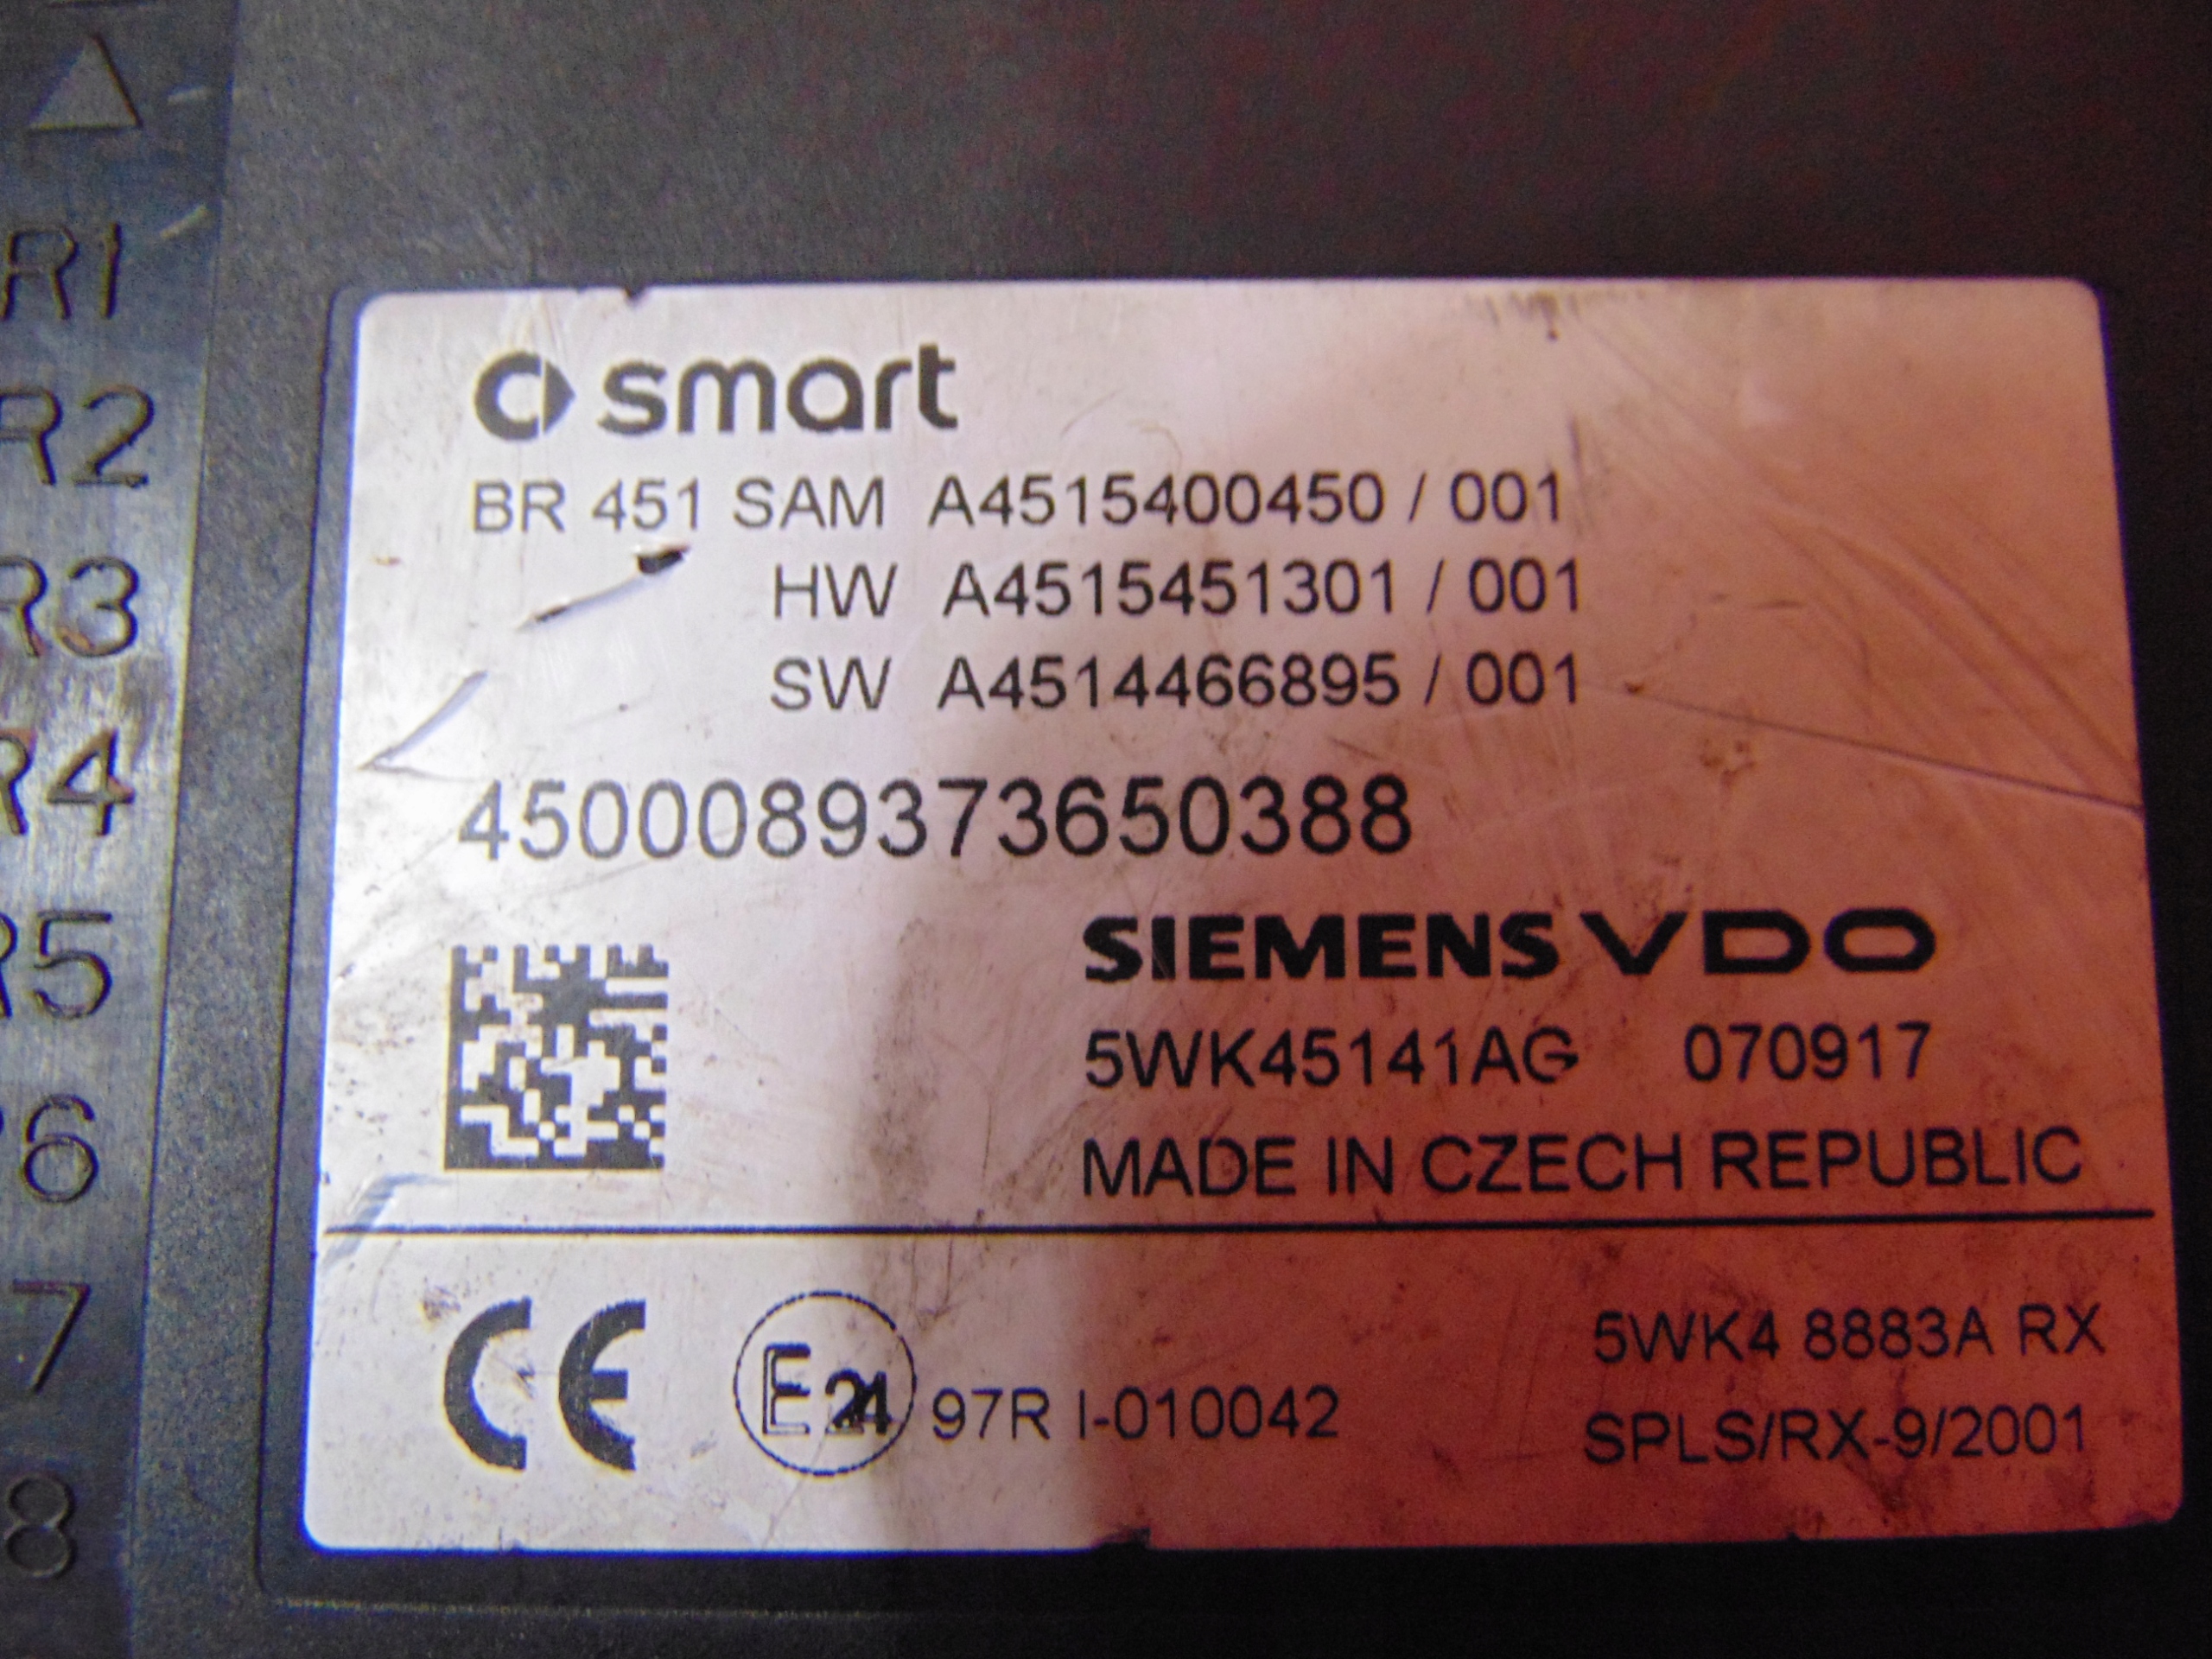 R1
R2
R3
R4
R5
6
7
8
smart
BR 451 SAM A4515400450 / 001
HW A4515451301 / 001
SW A4514466895 / 001
4500089373650388
SIEMENS VDO
5WK45141AG 070917
MADE IN CZECH REPUBLIC
CE E24 97R I-010042
5WK4 8883A RX
SPLS/RX-9/2001